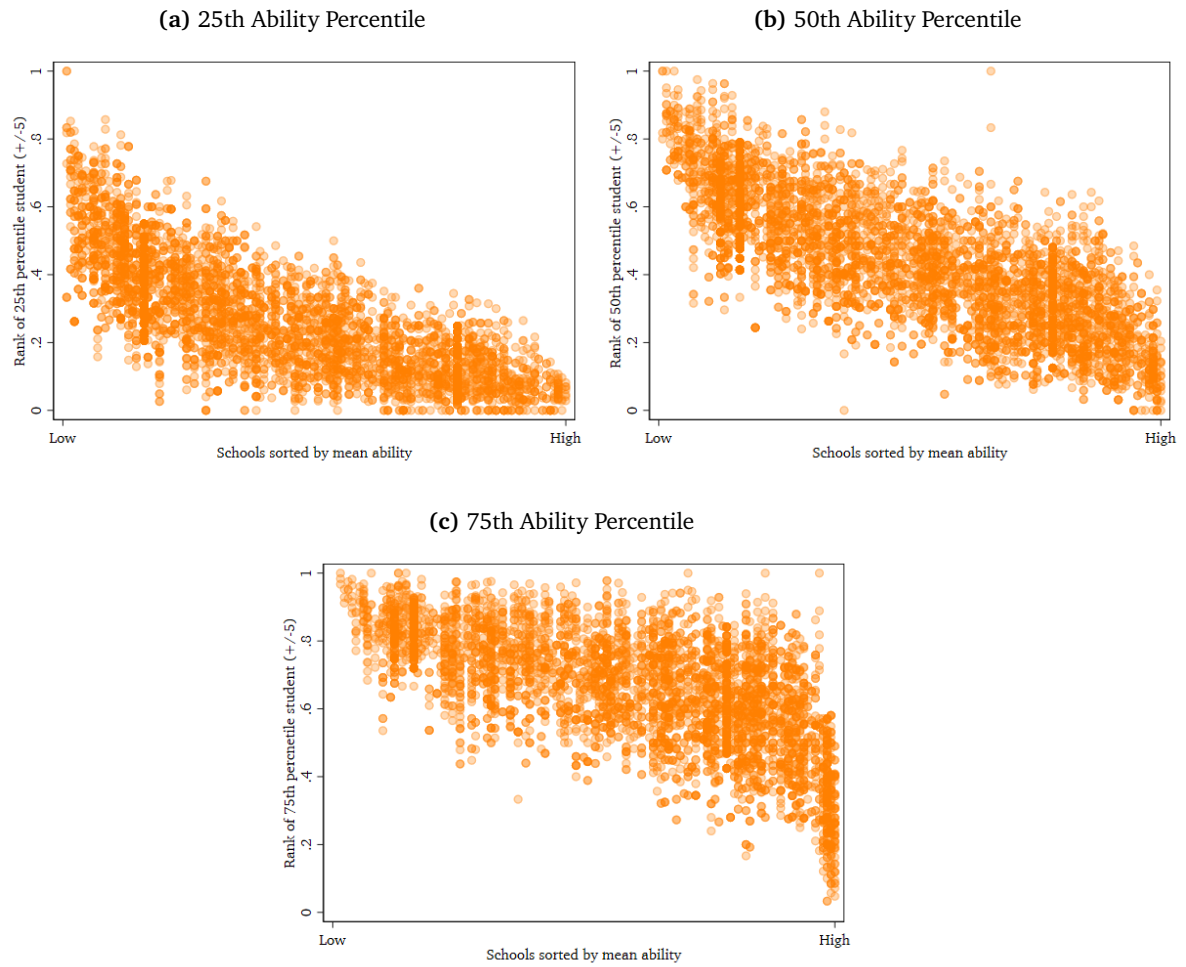 (a) 25th Ability Percentile
Rank of 25th percentile student (+/-5)
1
.8
.6
.4
.2
0
Low
High
Schools sorted by mean ability
(b) 50th Ability Percentile
Rank of 50th percentile student (+/-5)
1
.8
.6
.4
.2
0
Low
High
Schools sorted by mean ability
(c) 75th Ability Percentile
Rank of 75th percnetile student (+/-5)
1
.8
.6
.4
.2
0
Low
High
Schools sorted by mean ability